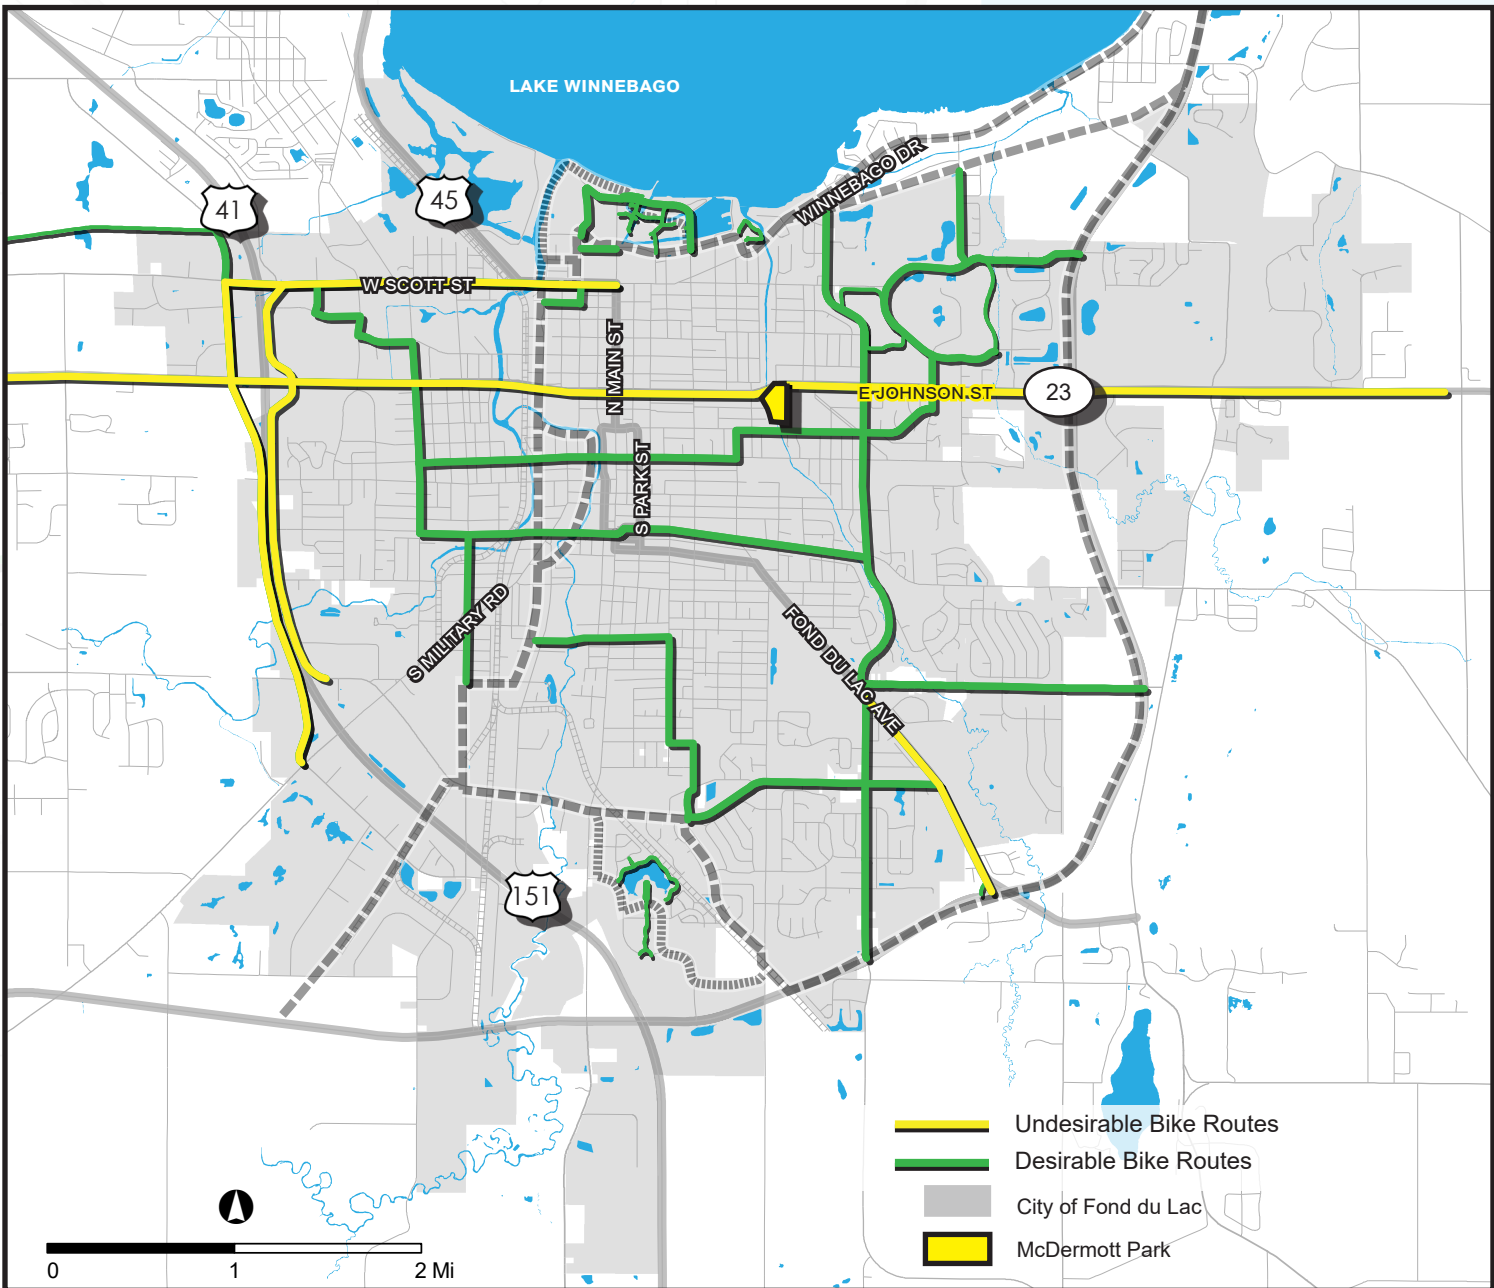 LAKE WINNEBAGO
WINNEBAGO DR
41
45
W SCOTT ST
N MAIN ST
E JOHNSON ST
23
S PARK ST
S MILITARY RD
FOND DU LAC AVE
151
Undesirable Bike Routes
Desirable Bike Routes
City of Fond du Lac
McDermott Park
0 1 2 Mi